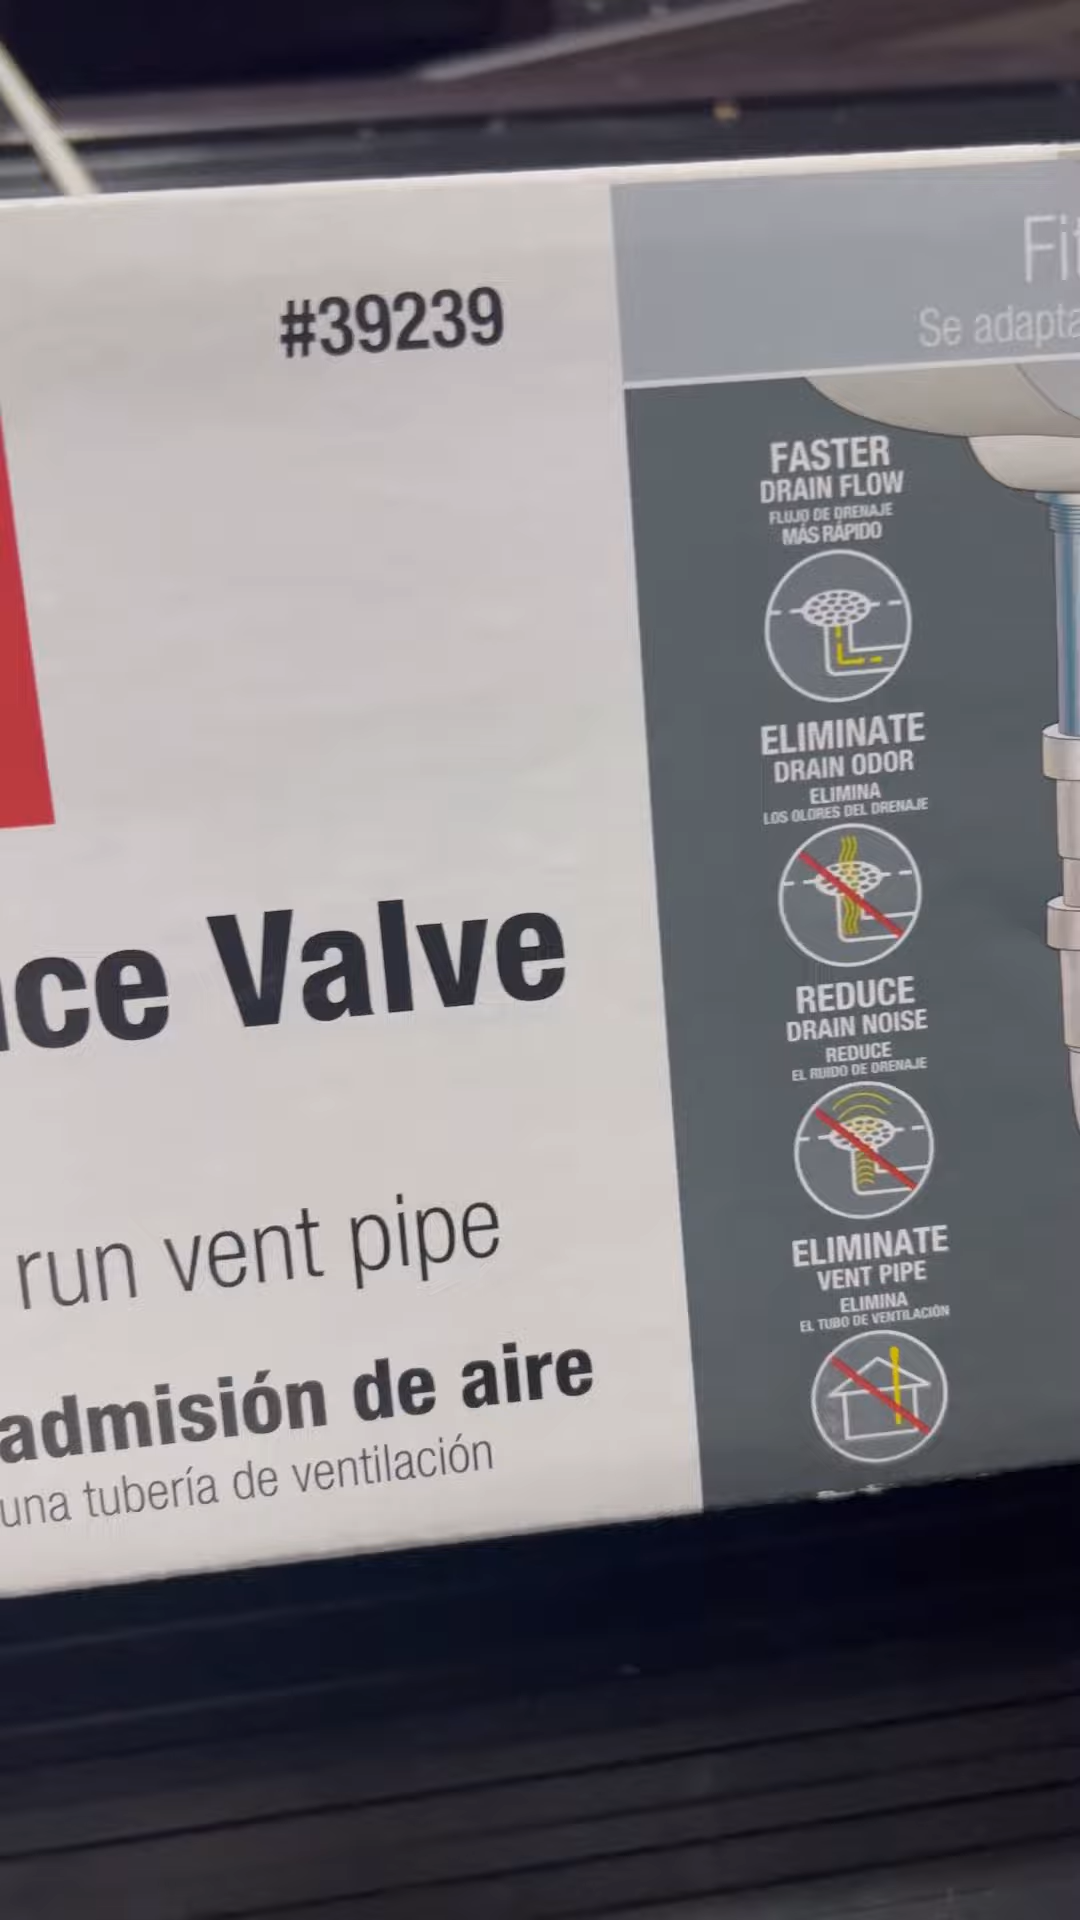 #39239
ce Valve
run vent pipe
admisión de aire
una tubería de ventilación
Fit
Se adapta
FASTER
DRAIN FLOW
FLUJO DE DRENAJE
MÁS RÁPIDO
ELIMINATE
DRAIN ODOR
ELIMINA
LOS OLORES DEL DRENAJE
REDUCE
DRAIN NOISE
REDUCE
EL RUIDO DE DRENAJE
ELIMINATE
VENT PIPE
ELIMINA
EL TUBO DE VENTILACIÓN